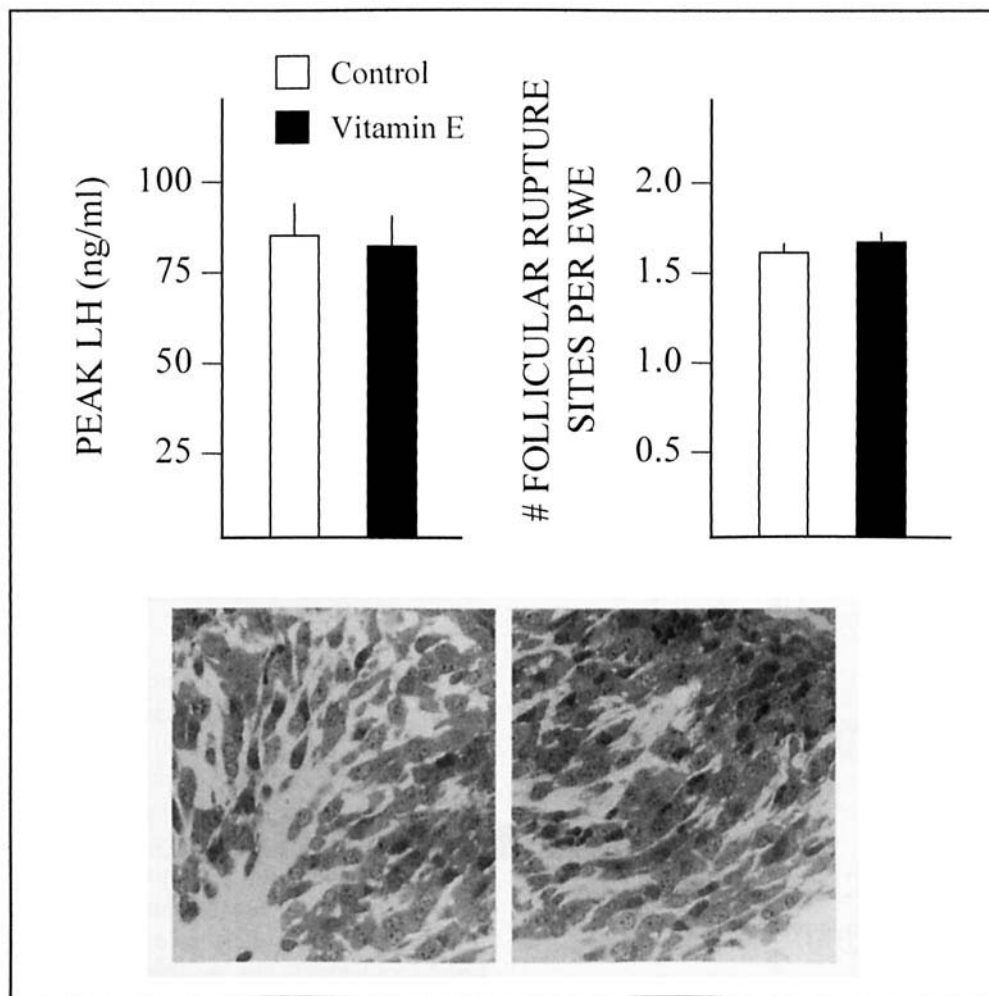 Control
Vitamin E
PEAK LH (ng/ml)
100
75
50
25
# FOLLICULAR RUPTURE
SITES PER EWE
2.0
1.5
1.0
0.5